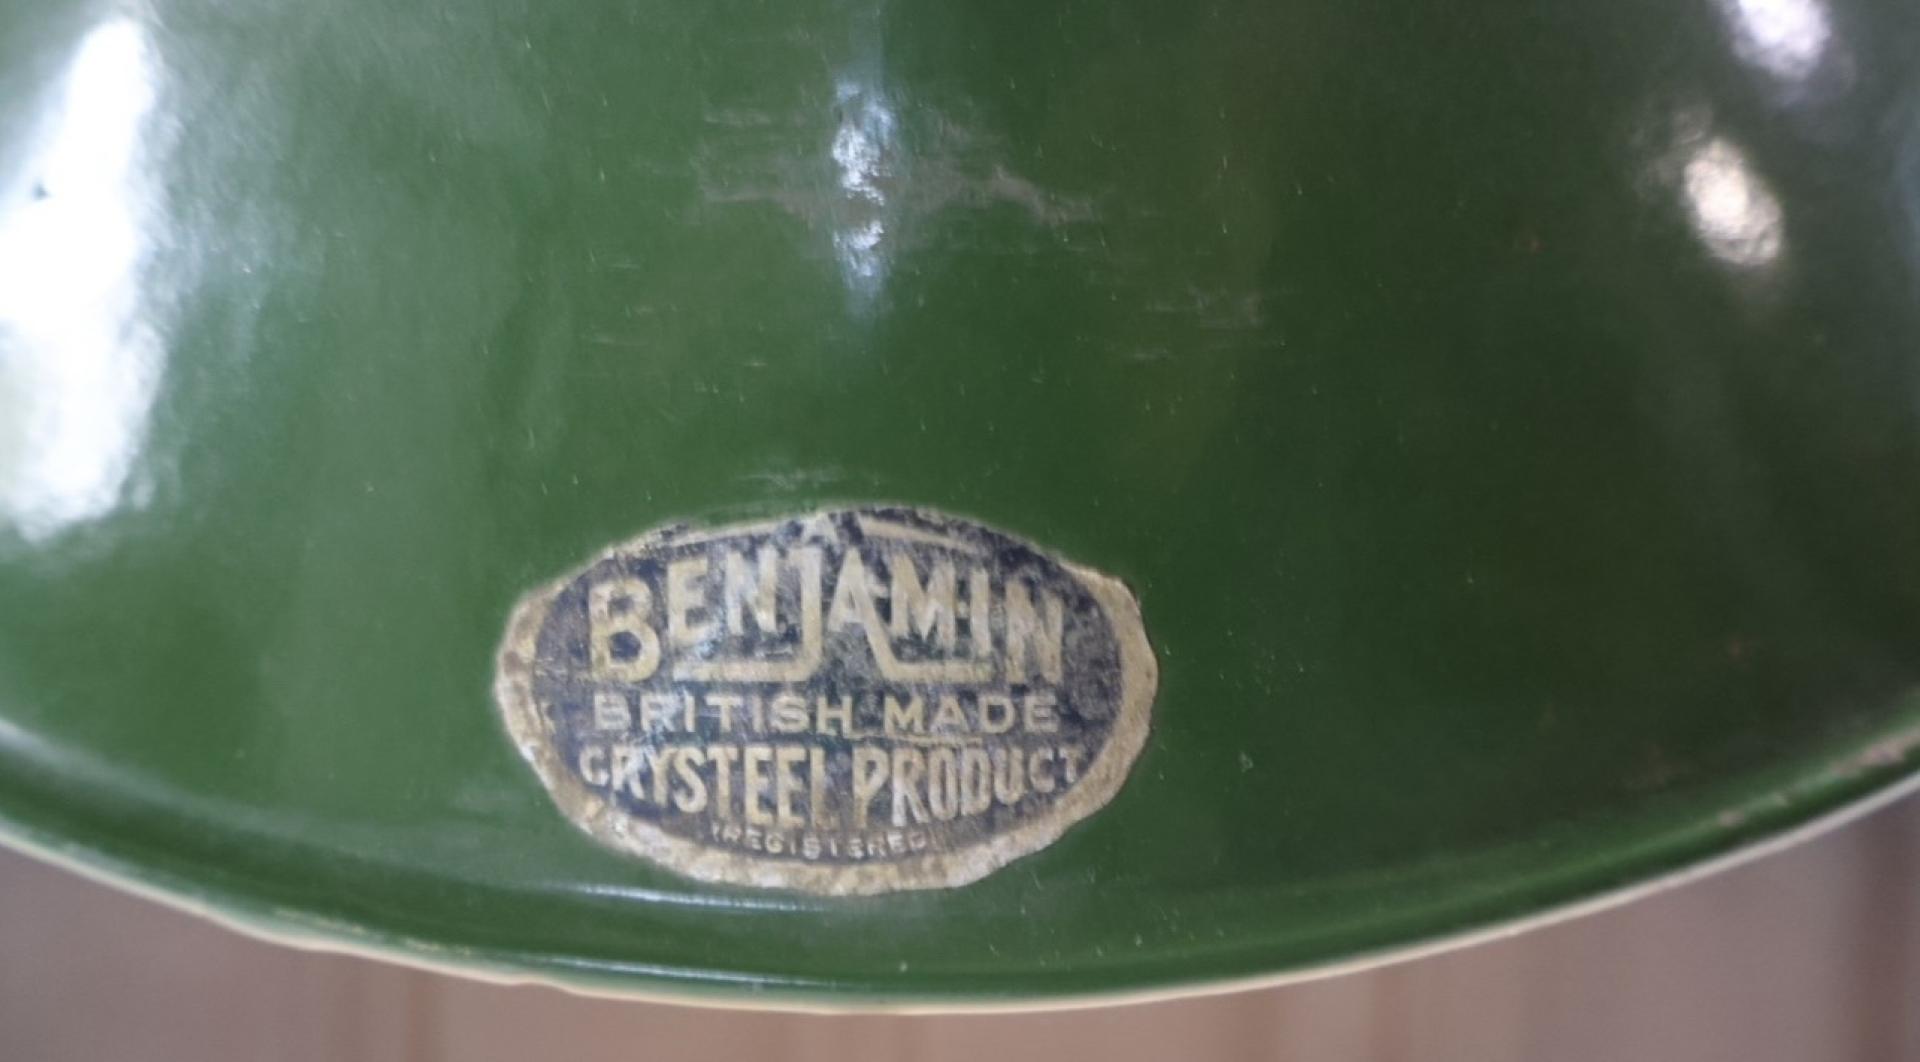 A
BENJAMIN
BRITISH MADE
CRYSTEEL PRODUCT
(REGISTERED)